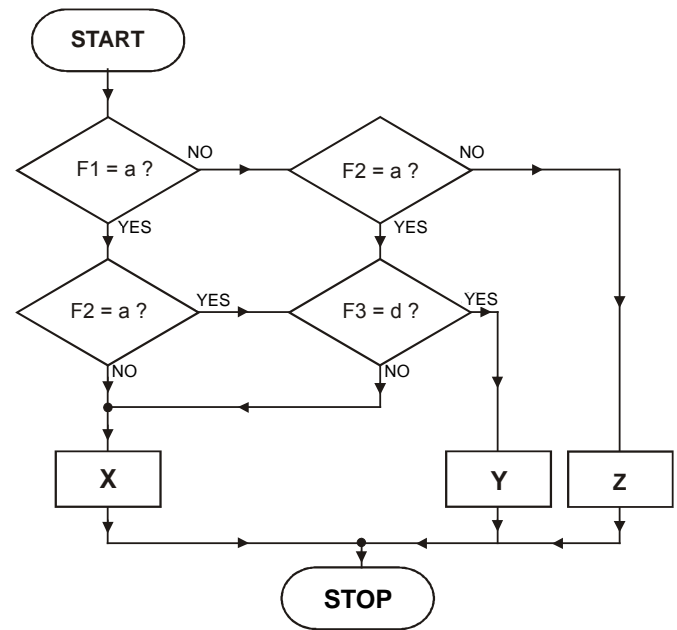 START
F1 = a ?
NO
F2 = a ?
NO
YES
YES
F2 = a ?
YES
F3 = d ?
YES
NO
NO
X
Y
Z
STOP